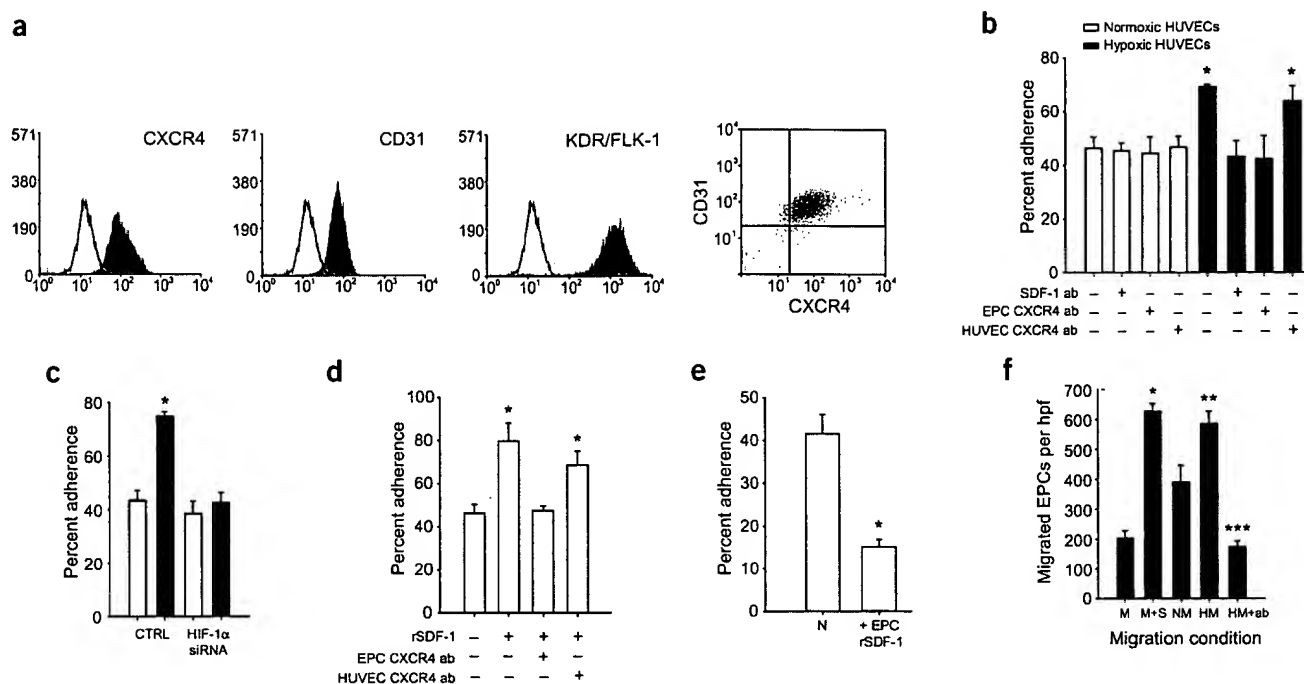 a
571
380
190
0
10⁰ 10¹ 10² 10³ 10⁴
CXCR4
571
380
190
0
10⁰ 10¹ 10² 10³ 10⁴
CD31
571
380
190
0
10⁰ 10¹ 10² 10³ 10⁴
KDR/FLK-1
CD31
10⁴
10³
10²
10¹
10⁰ 10¹ 10² 10³ 10⁴
CXCR4
b
Normoxic HUVECs
Hypoxic HUVECs
Percent adherence
80
60
40
20
0
* *
SDF-1 ab – + – – – + – –
EPC CXCR4 ab – – + – – – + –
HUVEC CXCR4 ab – – – + – – – +
c
Percent adherence
80
60
40
20
0
*
CTRL HIF-1α
siRNA
d
Percent adherence
100
80
60
40
20
0
* *
rSDF-1 – + + +
EPC CXCR4 ab – – + –
HUVEC CXCR4 ab – – – +
e
Percent adherence
50
40
30
20
10
0
*
N + EPC
rSDF-1
f
Migrated EPCs per hpf
700
600
500
400
300
200
100
0
* ** ***
M M+S NM HM HM+ab
Migration condition